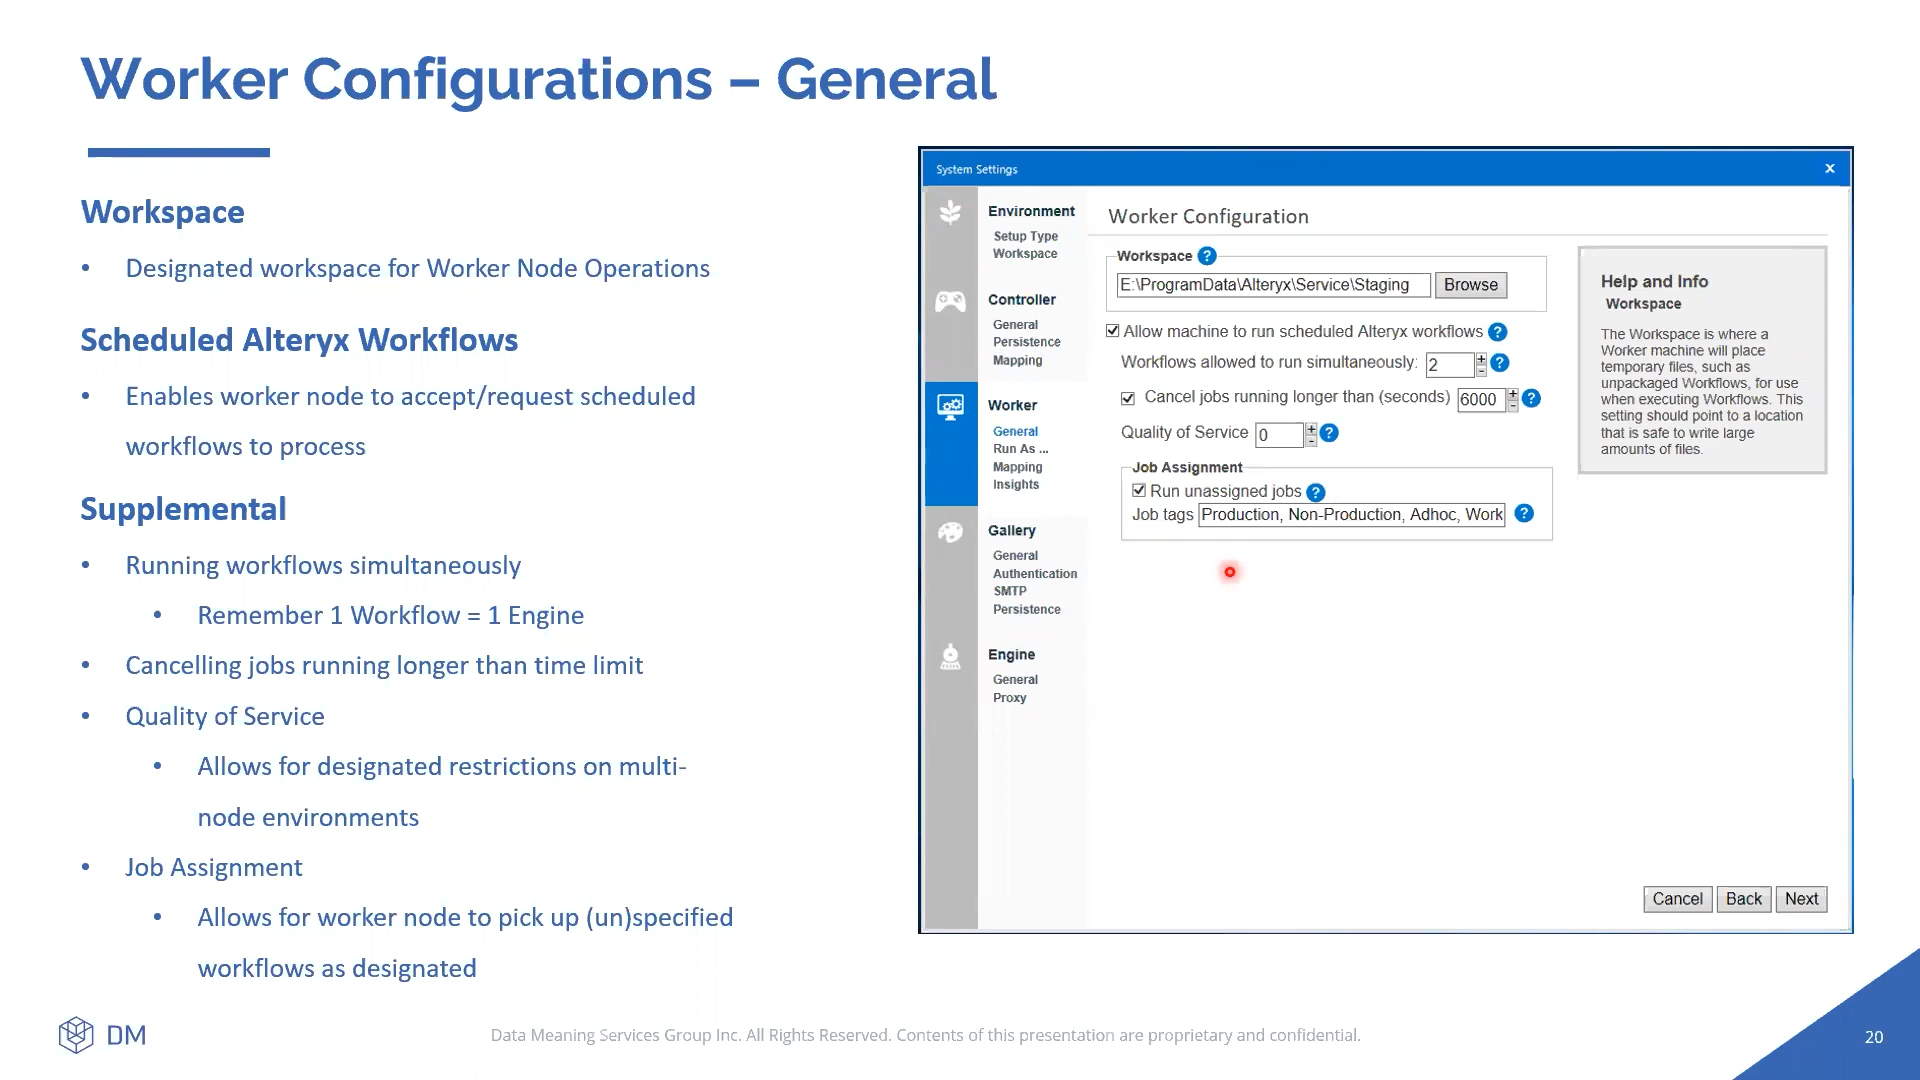 Worker Configurations – General
Workspace
• Designated workspace for Worker Node Operations
Scheduled Alteryx Workflows
• Enables worker node to accept/request scheduled
workflows to process
Supplemental
• Running workflows simultaneously
• Remember 1 Workflow = 1 Engine
• Cancelling jobs running longer than time limit
• Quality of Service
• Allows for designated restrictions on multi-
node environments
• Job Assignment
• Allows for worker node to pick up (un)specified
workflows as designated
System Settings
X
Environment
Setup Type
Workspace
Controller
General
Persistence
Mapping
Worker
General
Run As ...
Mapping
Insights
Gallery
General
Authentication
SMTP
Persistence
Engine
General
Proxy
Worker Configuration
Workspace ?
E:\ProgramData\Alteryx\Service\Staging Browse
Allow machine to run scheduled Alteryx workflows ?
Workflows allowed to run simultaneously: 2 + - ?
Cancel jobs running longer than (seconds) 6000 + - ?
Quality of Service 0 + - ?
Job Assignment
Run unassigned jobs ?
Job tags Production, Non-Production, Adhoc, Work ?
Help and Info
Workspace
The Workspace is where a
Worker machine will place
temporary files, such as
unpackaged Workflows, for use
when executing Workflows. This
setting should point to a location
that is safe to write large
amounts of files.
Cancel Back Next
DM
Data Meaning Services Group Inc. All Rights Reserved. Contents of this presentation are proprietary and confidential.
20